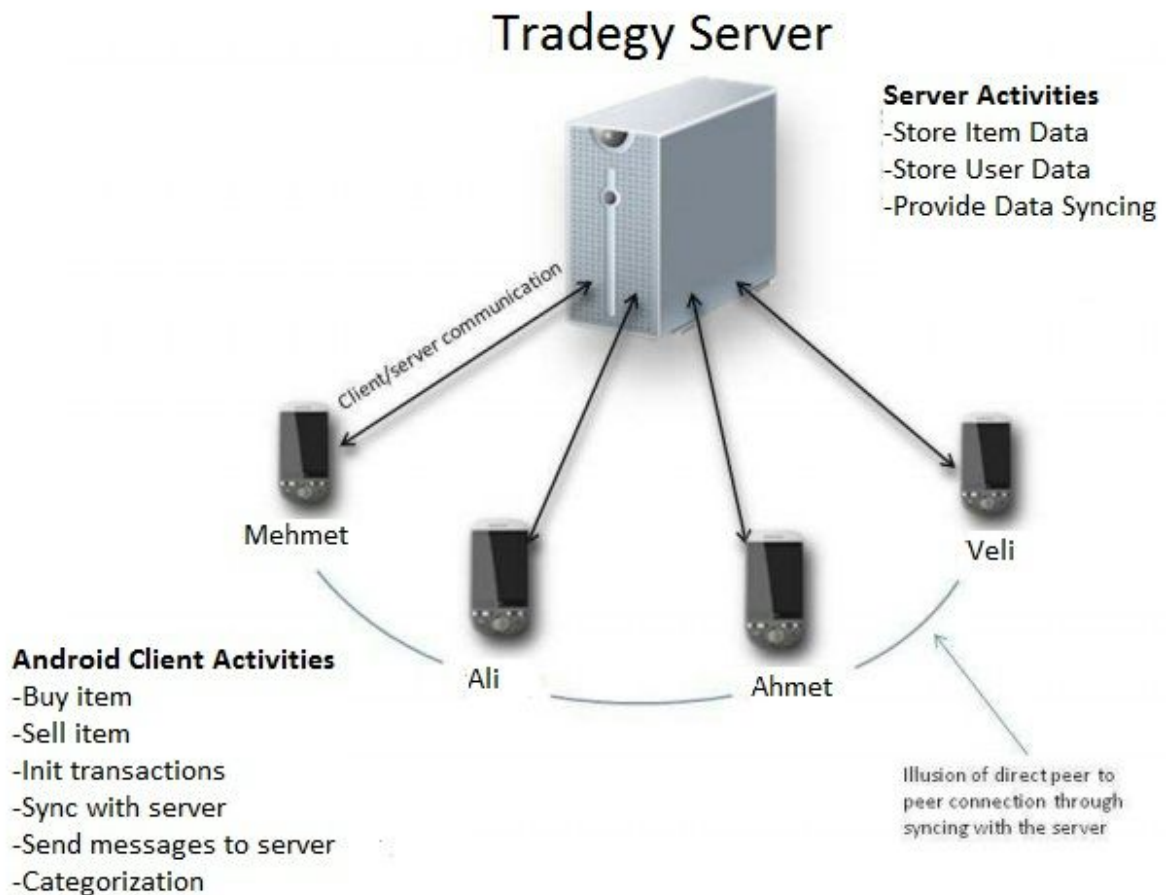 Tradegy Server
Server Activities
-Store Item Data
-Store User Data
-Provide Data Syncing
Client/server communication
Mehmet
Ali
Ahmet
Veli
Android Client Activities
-Buy item
-Sell item
-Init transactions
-Sync with server
-Send messages to server
-Categorization
Illusion of direct peer to
peer connection through
syncing with the server